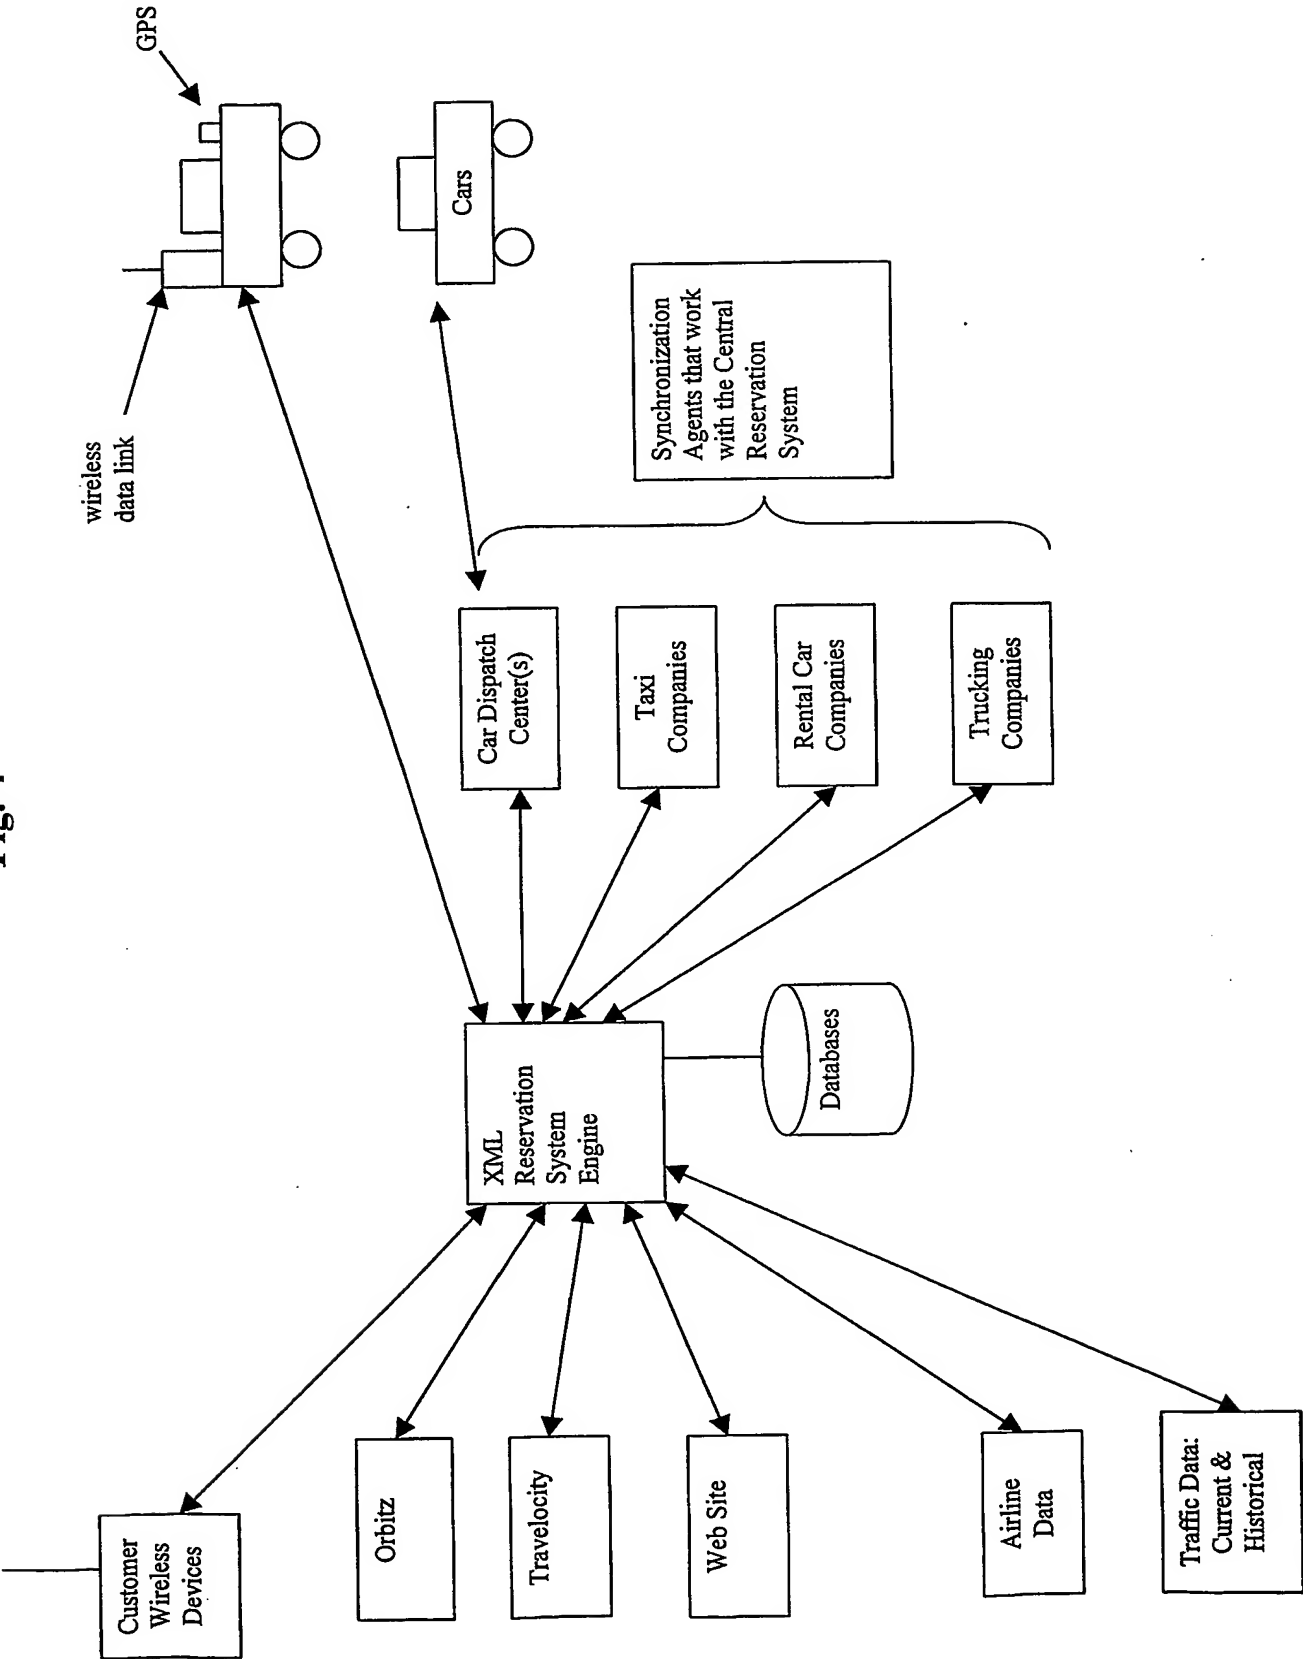 GPS
wireless
data link
Cars
Synchronization
Agents that work
with the Central
Reservation
System
Car Dispatch
Center(s)
Taxi
Companies
Rental Car
Companies
Trucking
Companies
XML
Reservation
System
Engine
Databases
Customer
Wireless
Devices
Orbitz
Travelocity
Web Site
Airline
Data
Traffic Data:
Current &
Historical